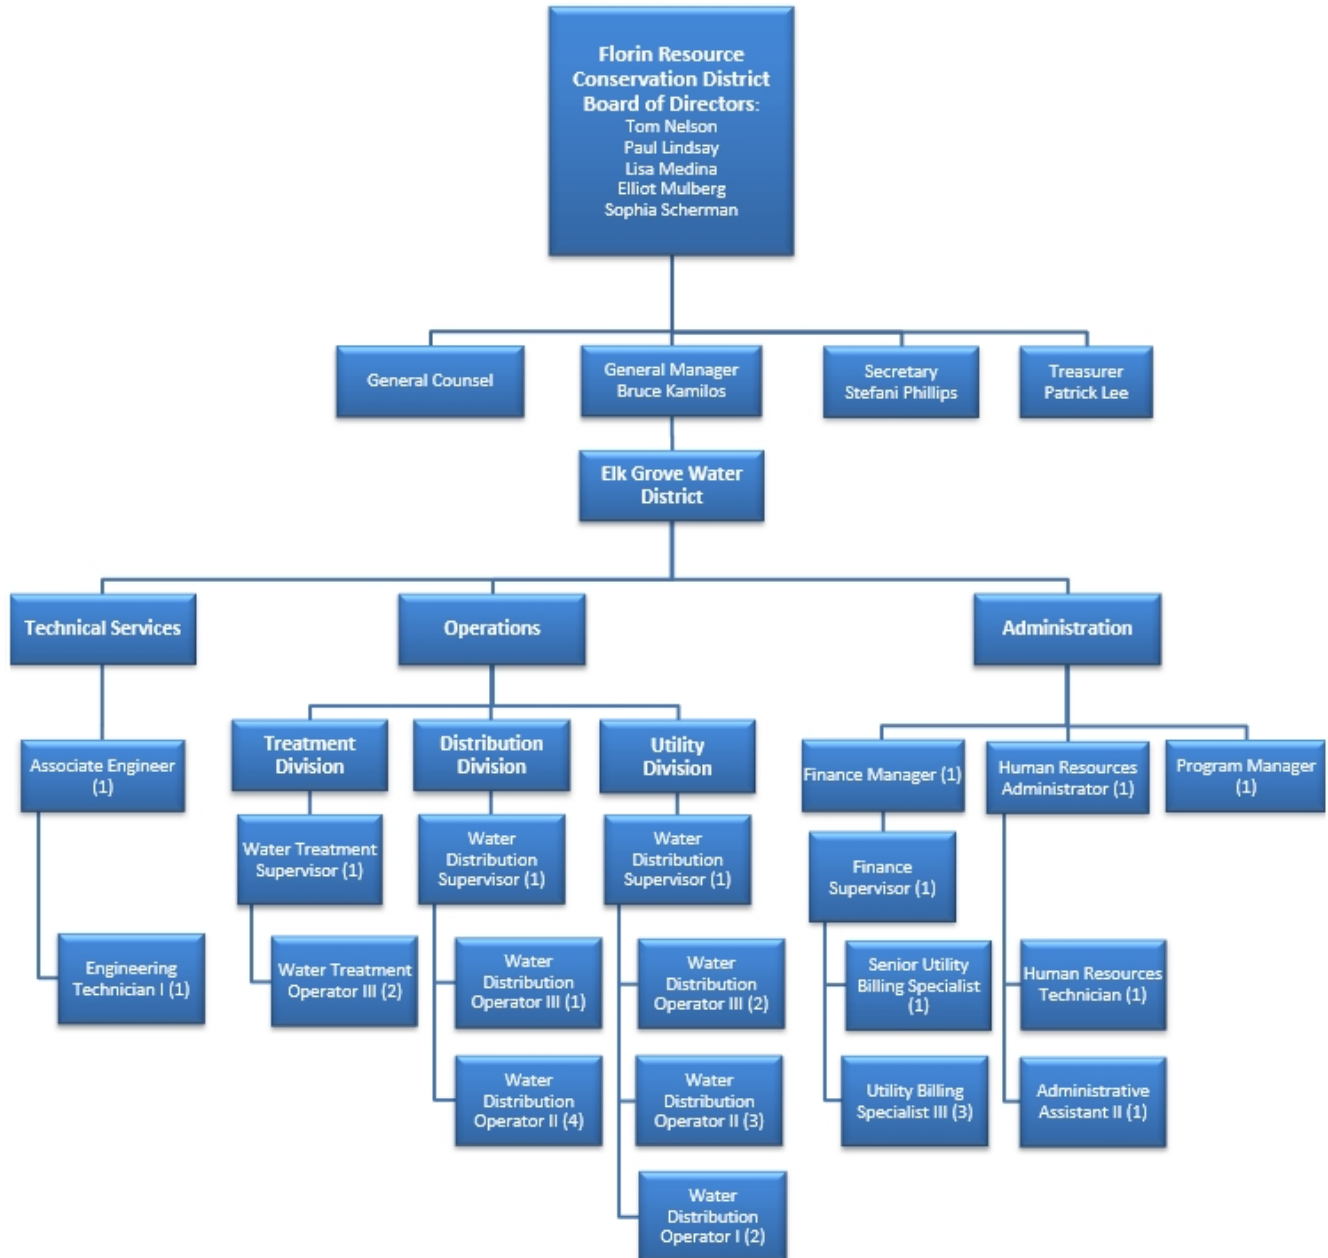 Florin Resource
Conservation District
Board of Directors:
Tom Nelson
Paul Lindsay
Lisa Medina
Elliot Mulberg
Sophia Scherman
General Counsel
General Manager
Bruce Kamilos
Secretary
Stefani Phillips
Treasurer
Patrick Lee
Elk Grove Water
District
Technical Services
Operations
Administration
Associate Engineer
(1)
Engineering
Technician I (1)
Treatment
Division
Water Treatment
Supervisor (1)
Water Treatment
Operator III (2)
Distribution
Division
Water
Distribution
Supervisor (1)
Water
Distribution
Operator III (1)
Water
Distribution
Operator II (4)
Utility
Division
Water
Distribution
Supervisor (1)
Water
Distribution
Operator III (2)
Water
Distribution
Operator II (3)
Water
Distribution
Operator I (2)
Finance Manager (1)
Finance
Supervisor (1)
Senior Utility
Billing Specialist
(1)
Utility Billing
Specialist III (3)
Human Resources
Administrator (1)
Human Resources
Technician (1)
Administrative
Assistant II (1)
Program Manager
(1)